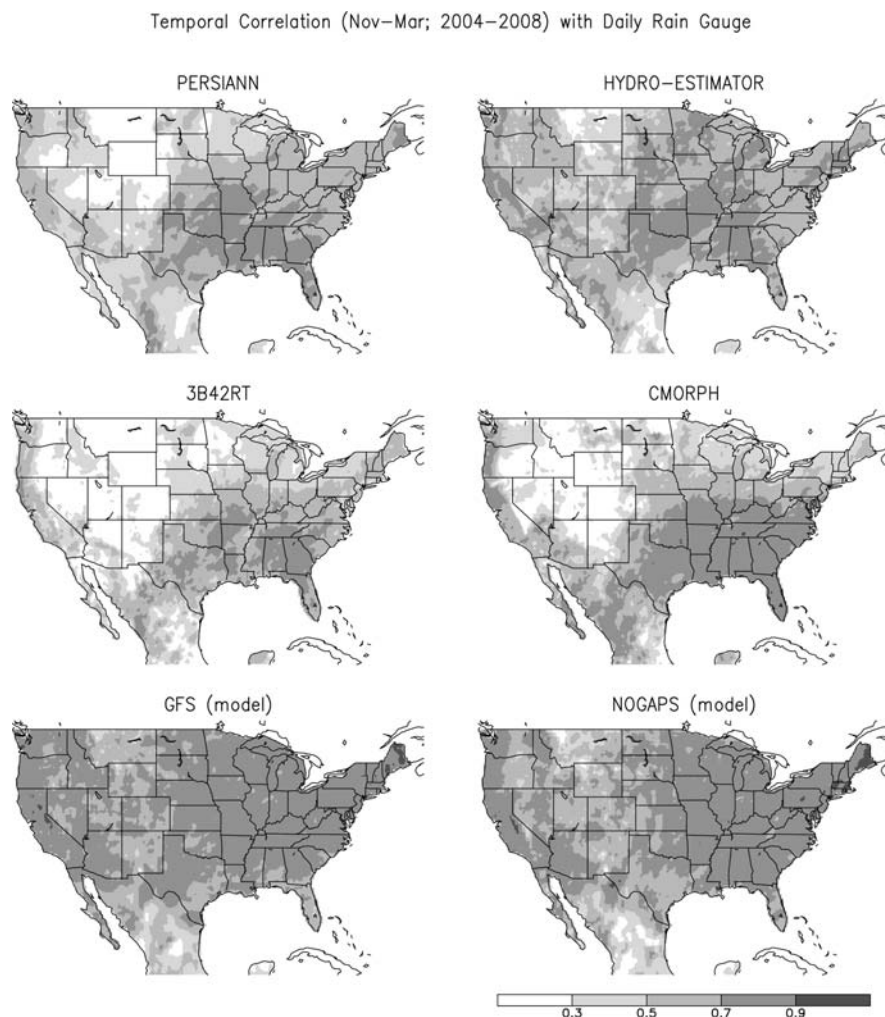 Temporal Correlation (Nov–Mar; 2004–2008) with Daily Rain Gauge
PERSIANN
HYDRO–ESTIMATOR
3B42RT
CMORPH
GFS (model)
NOGAPS (model)
0.3 0.5 0.7 0.9